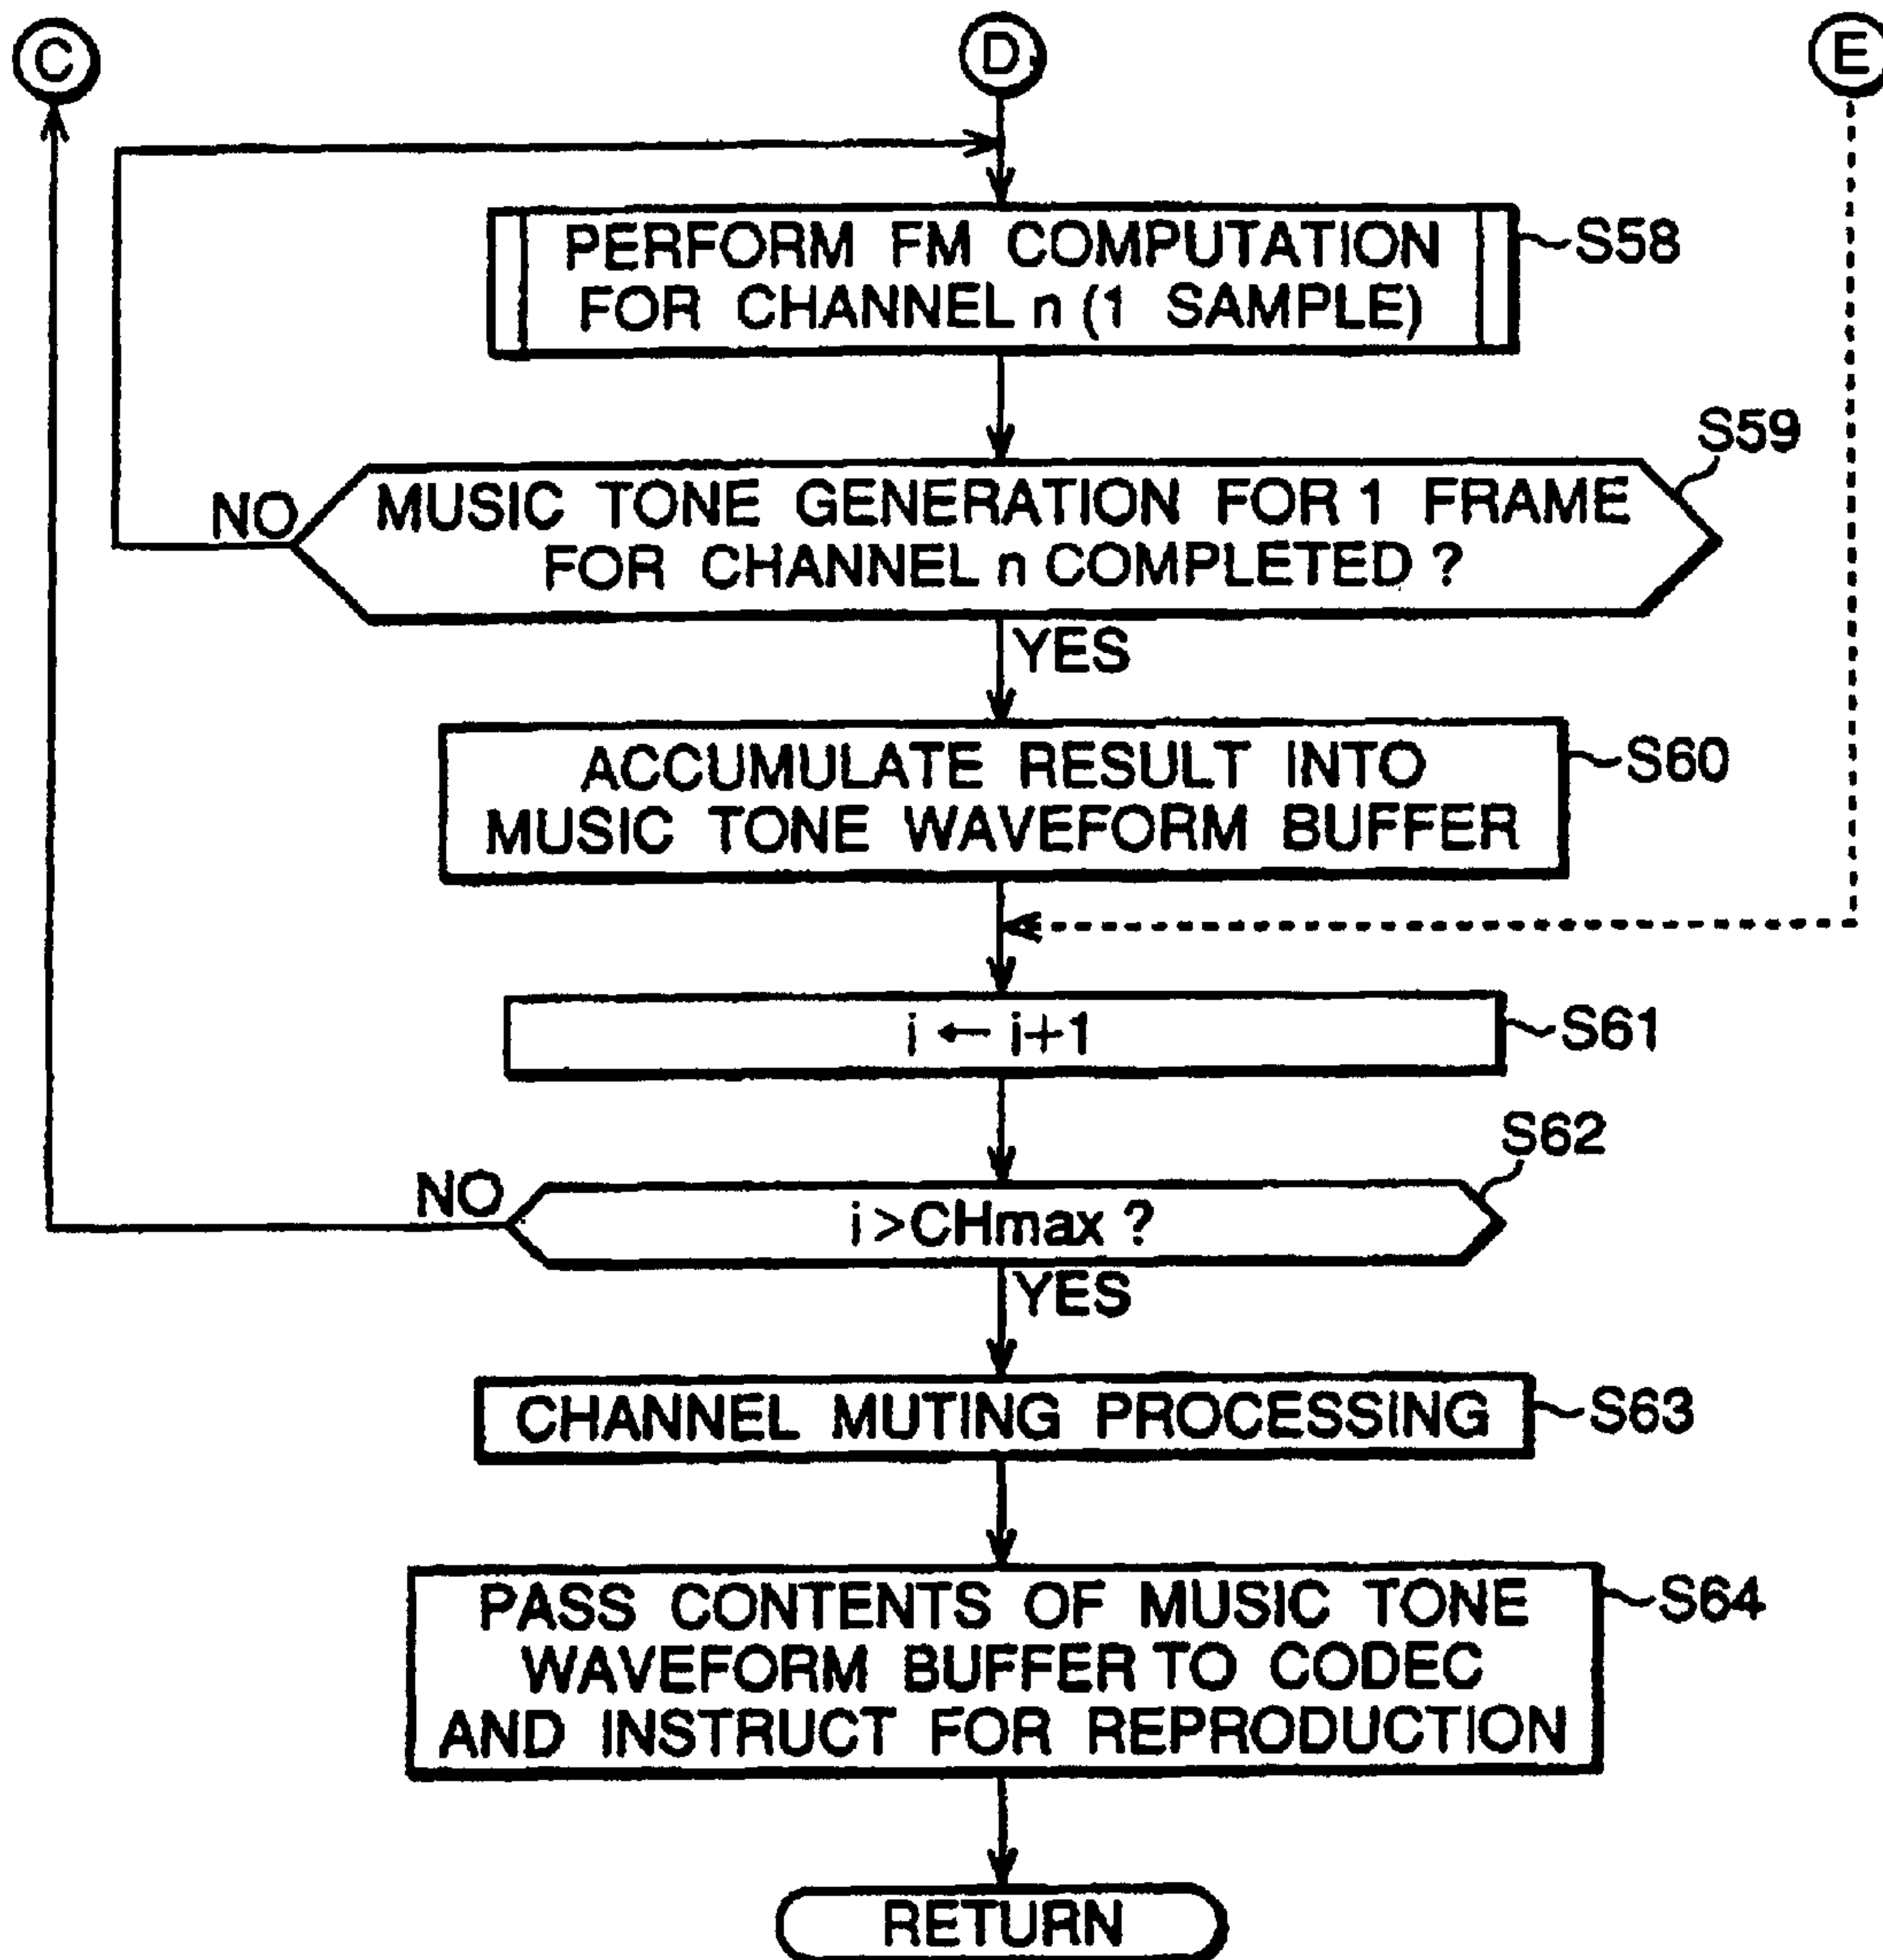 C
D
E
PERFORM FM COMPUTATION
FOR CHANNEL n (1 SAMPLE)
S58
S59
NO
MUSIC TONE GENERATION FOR 1 FRAME
FOR CHANNEL n COMPLETED ?
YES
ACCUMULATE RESULT INTO
MUSIC TONE WAVEFORM BUFFER
S60
i ← i+1
S61
S62
NO
i >CHmax ?
YES
CHANNEL MUTING PROCESSING
S63
PASS CONTENTS OF MUSIC TONE
WAVEFORM BUFFER TO CODEC
AND INSTRUCT FOR REPRODUCTION
S64
RETURN